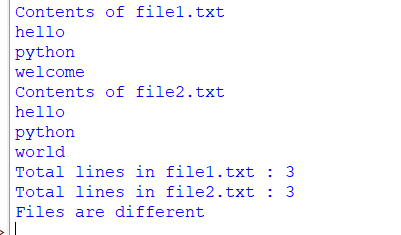 Contents of file1.txt
hello
python
welcome
Contents of file2.txt
hello
python
world
Total lines in file1.txt : 3
Total lines in file2.txt : 3
Files are different